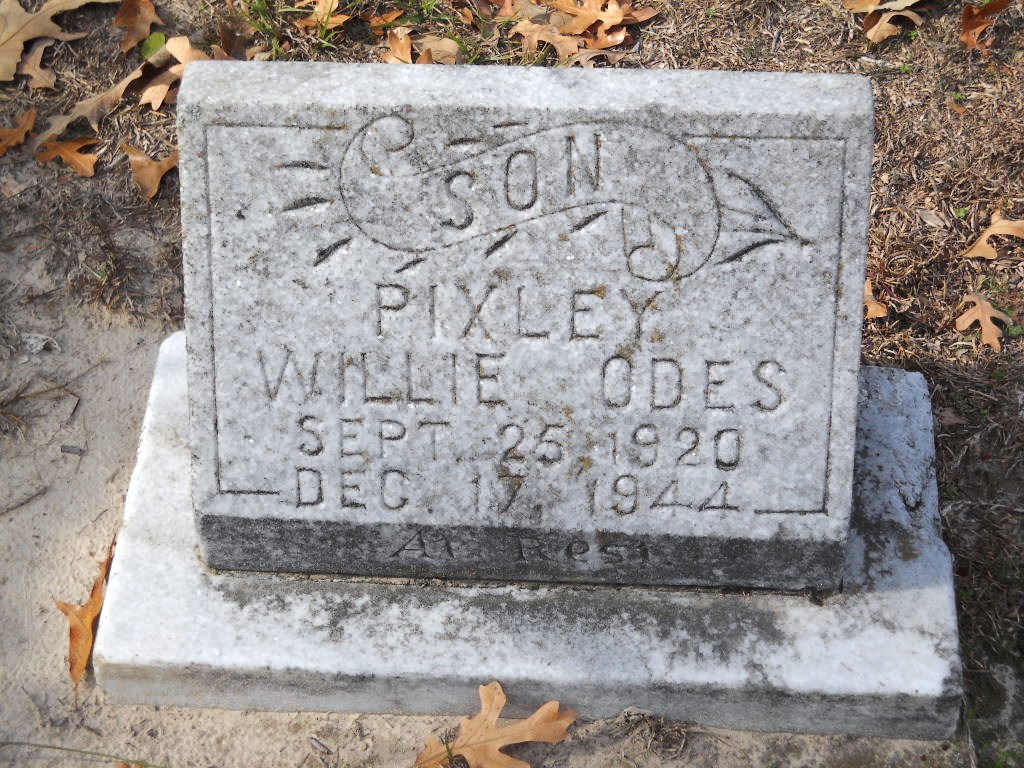 SON
PIXLEY
WILLIE ODES
SEPT. 25, 1920
DEC. 17, 1944
At Rest.